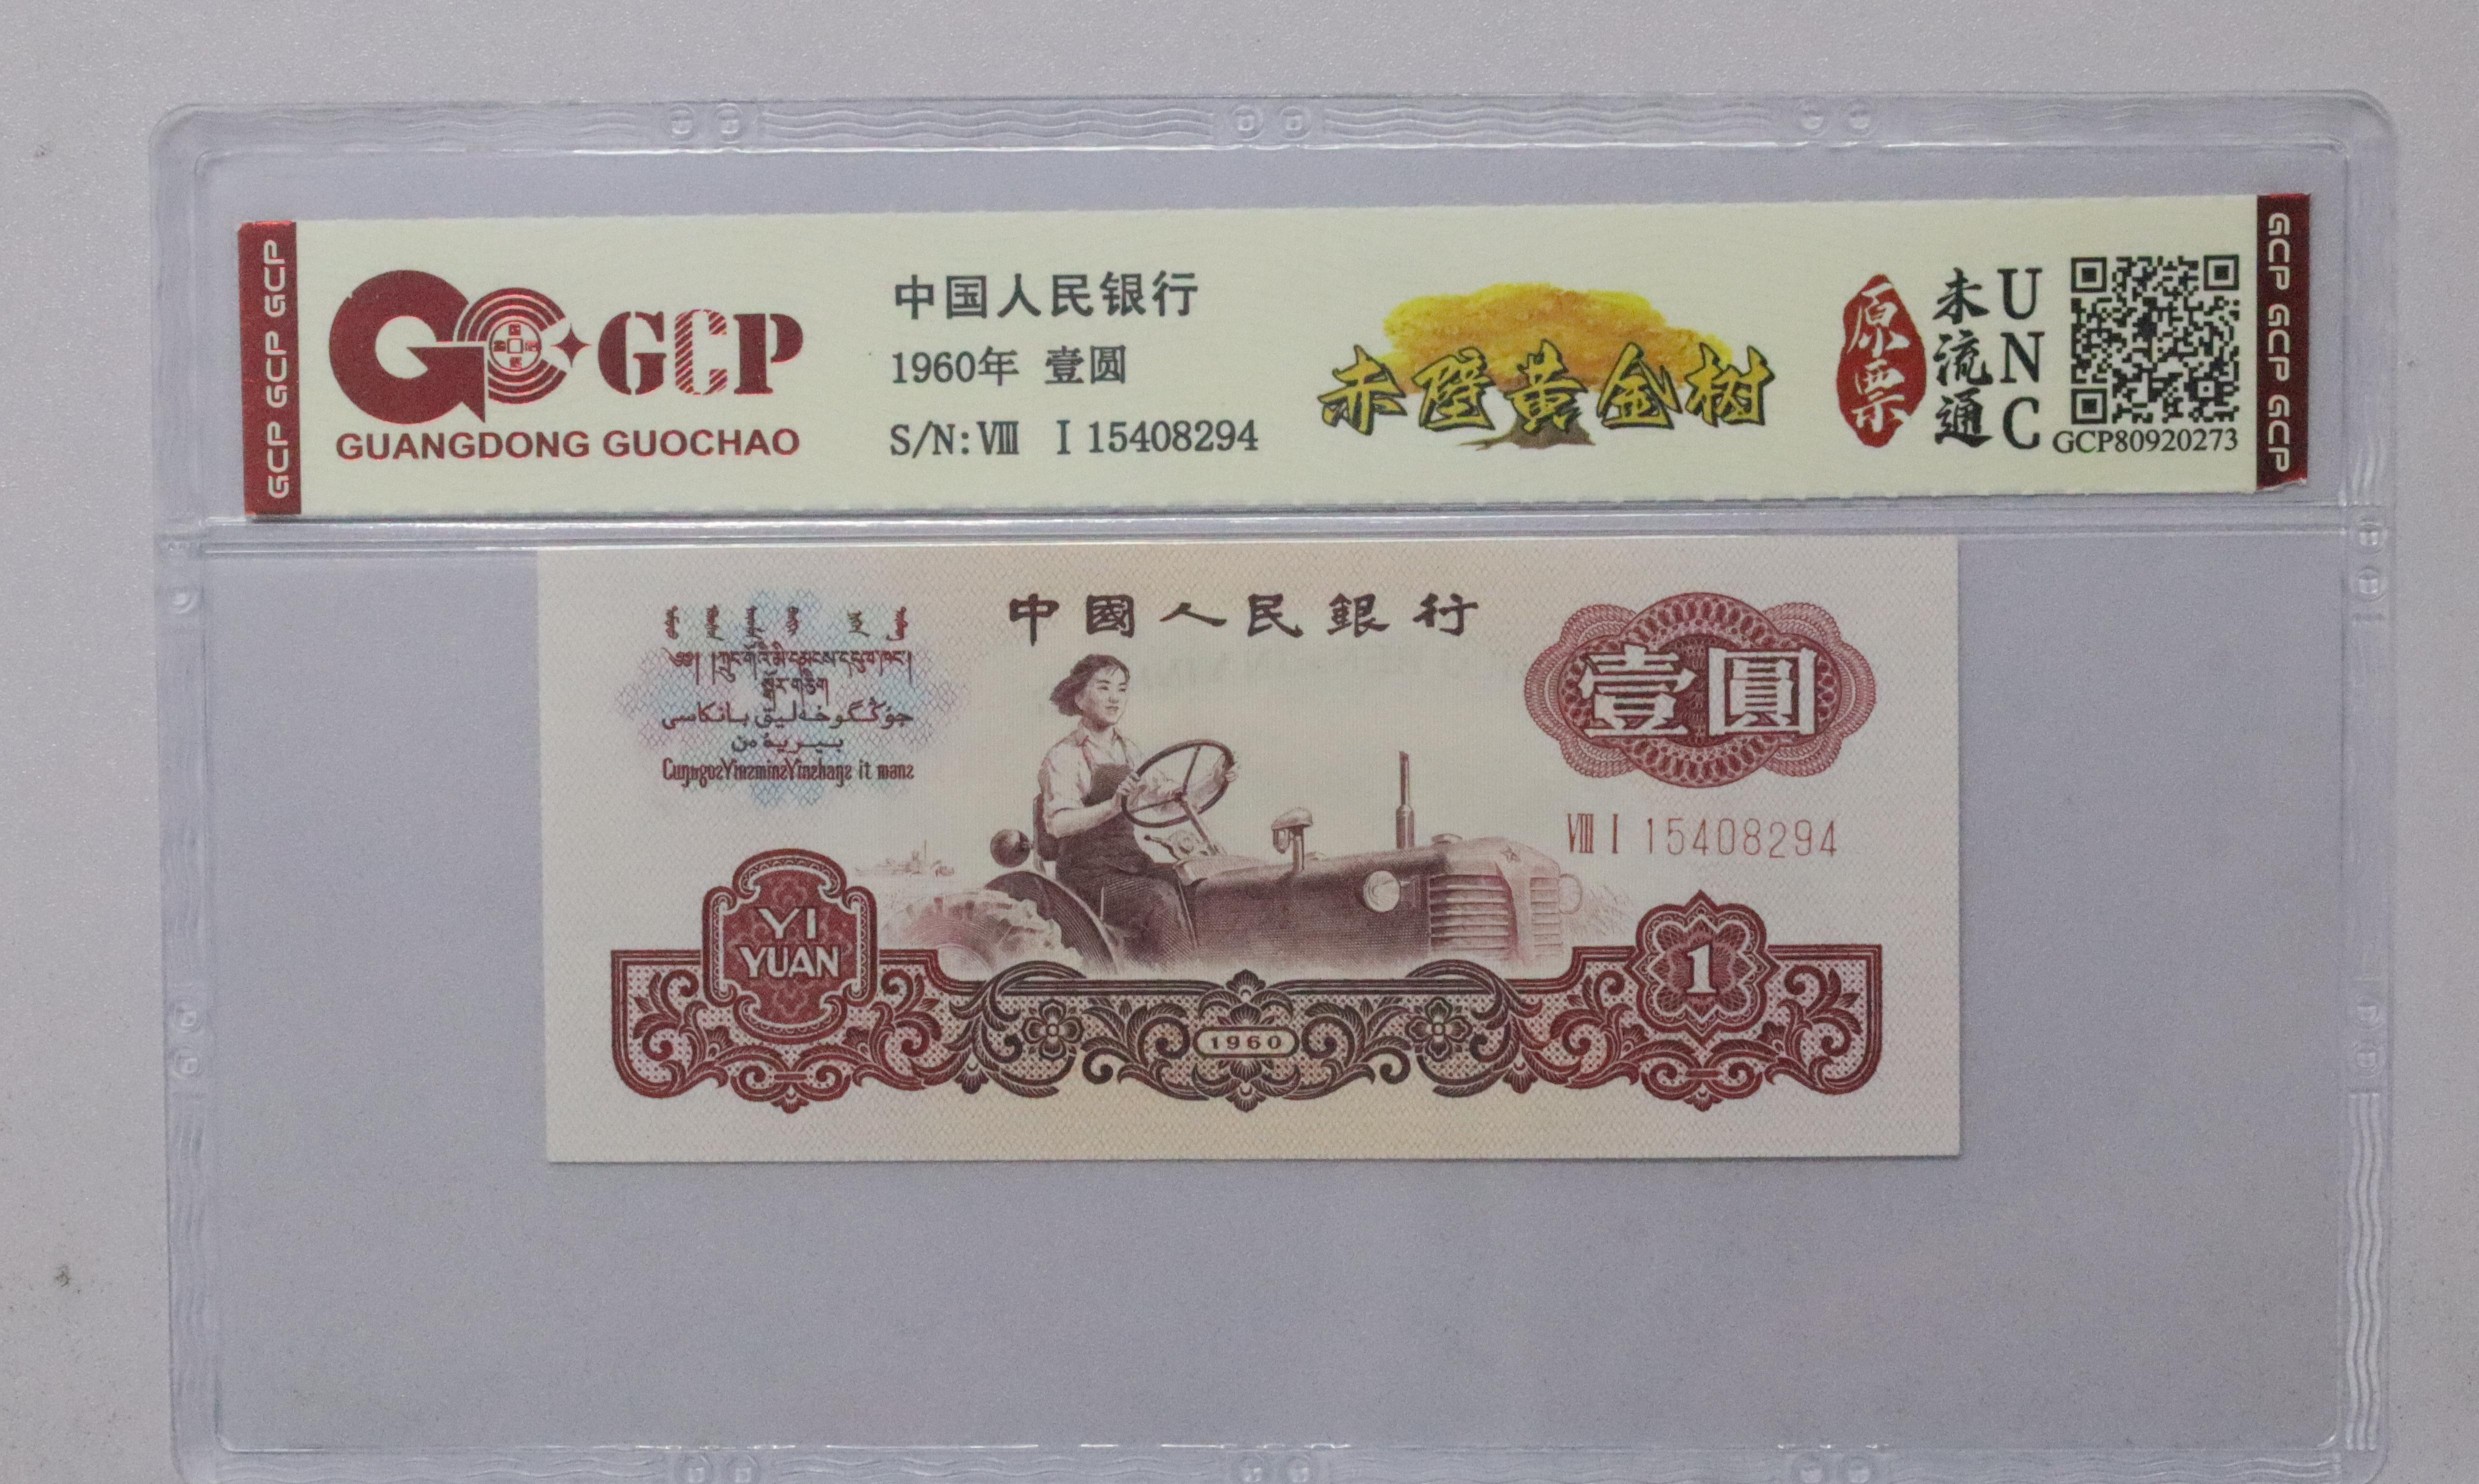 GCP GCP GCP
GCP
GUANGDONG GUOCHAO
中国人民银行
1960年 壹圆
S/N: Ⅷ Ⅰ 15408294
赤壁黄金树
原票
未流通
UNC
GCP80920273
GCP GCP GCP
中國人民銀行
壹圓
Ⅷ Ⅰ 15408294
YI
YUAN
1
1960